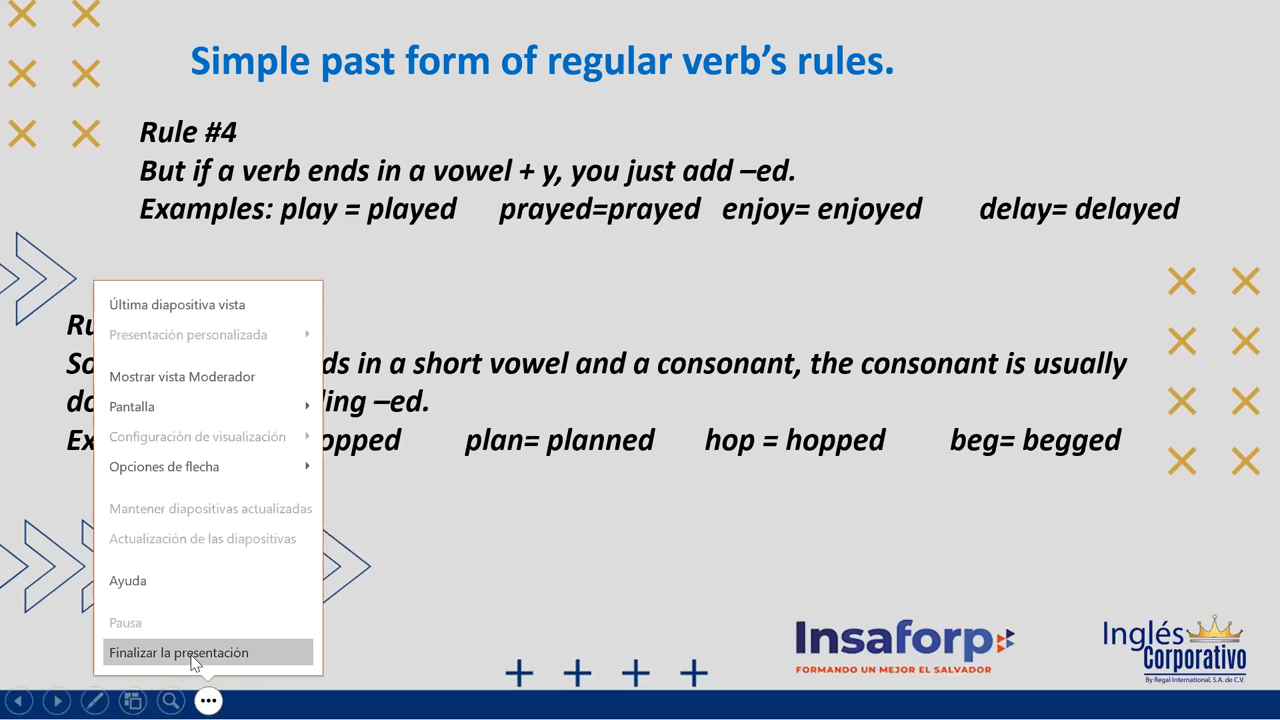 Simple past form of regular verb’s rules.
Rule #4
But if a verb ends in a vowel + y, you just add –ed.
Examples: play = played prayed=prayed enjoy= enjoyed delay= delayed
ds in a short vowel and a consonant, the consonant is usually
ling –ed.
opped plan= planned hop = hopped beg= begged
Última diapositiva vista
Presentación personalizada
Mostrar vista Moderador
Pantalla
Configuración de visualización
Opciones de flecha
Mantener diapositivas actualizadas
Actualización de las diapositivas
Ayuda
Pausa
Finalizar la presentación
Insaforp
FORMANDO UN MEJOR EL SALVADOR
Inglés
Corporativo
By Regal International, S.A. de C.V.